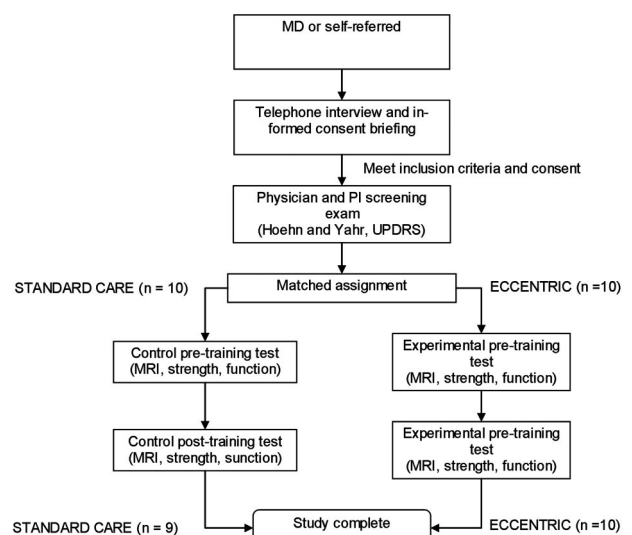 MD or self-referred
Telephone interview and in-
formed consent briefing
Meet inclusion criteria and consent
Physician and PI screening
exam
(Hoehn and Yahr, UPDRS)
STANDARD CARE (n = 10)
Matched assignment
ECCENTRIC (n =10)
Control pre-training test
(MRI, strength, function)
Experimental pre-training
test
(MRI, strength, function)
Control post-training test
(MRI, strength, sunction)
Experimental pre-training
test
(MRI, strength, function)
STANDARD CARE (n = 9)
Study complete
ECCENTRIC (n =10)